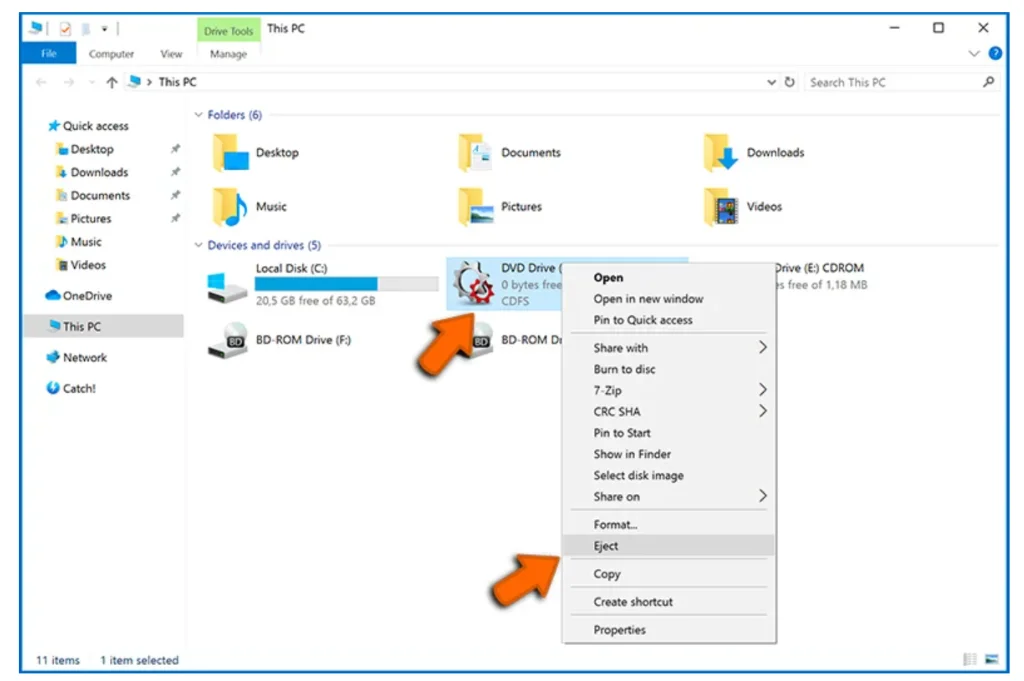 Drive Tools
This PC
File
Computer
View
Manage
This PC
Search This PC
Quick access
Desktop
Downloads
Documents
Pictures
Music
Videos
OneDrive
This PC
Network
Catch!
Folders (6)
Desktop
Documents
Downloads
Music
Pictures
Videos
Devices and drives (5)
Local Disk (C:)
20,5 GB free of 63,2 GB
DVD Drive (
0 bytes free
CDFS
Drive (E:) CDROM
es free of 1,18 MB
BD
BD-ROM Drive (F:)
BD
BD-ROM Dr
Open
Open in new window
Pin to Quick access
Share with
Burn to disc
7-Zip
CRC SHA
Pin to Start
Show in Finder
Select disk image
Share on
Format...
Eject
Copy
Create shortcut
Properties
11 items
1 item selected